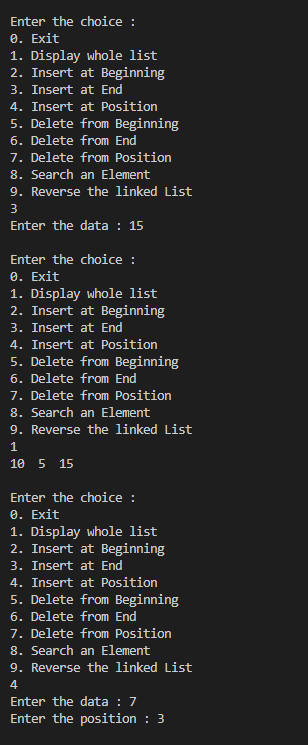 Enter the choice :
0. Exit
1. Display whole list
2. Insert at Beginning
3. Insert at End
4. Insert at Position
5. Delete from Beginning
6. Delete from End
7. Delete from Position
8. Search an Element
9. Reverse the linked List
3
Enter the data : 15

Enter the choice :
0. Exit
1. Display whole list
2. Insert at Beginning
3. Insert at End
4. Insert at Position
5. Delete from Beginning
6. Delete from End
7. Delete from Position
8. Search an Element
9. Reverse the linked List
1
10  5  15

Enter the choice :
0. Exit
1. Display whole list
2. Insert at Beginning
3. Insert at End
4. Insert at Position
5. Delete from Beginning
6. Delete from End
7. Delete from Position
8. Search an Element
9. Reverse the linked List
4
Enter the data : 7
Enter the position : 3